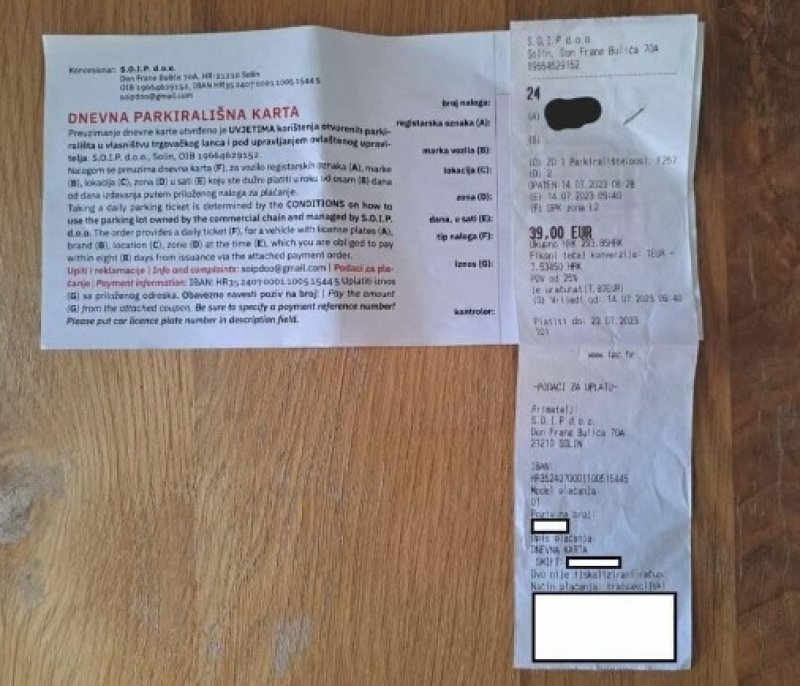 Koncesionar: S.O.I.P d.o.o.
Don Frane Bulića 70A, HR-21210 Solin
OIB 19664629152, IBAN HR35 2407 0001 1005 1544 5
soipdoo@gmail.com
DNEVNA PARKIRALIŠNA KARTA
Preuzimanje dnevne karte utvrđeno je UVJETIMA korištenja otvorenih parki-
rališta u vlasništvu trgovačkog lanca i pod upravljanjem ovlaštenog upravi-
telja S.O.I.P d.o.o., Solin, OIB 19664629152.
Nalogom se preuzima dnevna karta (F), za vozilo registarskih oznaka (A), marke
(B), lokacija (C), zona (D) u sati (E) koju ste dužni platiti u roku od osam (8) dana
od dana izdavanja putem priloženog naloga za plaćanje.
Taking a daily parking ticket is determined by the CONDITIONS on how to
use the parking lot owned by the commercial chain and managed by S.O.I.P.
d.o.o. The order provides a daily ticket (F), for a vehicle with license plates (A),
brand (B), location (C), zone (D) at the time (E), which you are obliged to pay
within eight (8) days from issuance via the attached payment order.
Upiti i reklamacije | Info and complaints: soipdoo@gmail.com | Podaci za pla-
ćanje | Payment information: IBAN: HR35 2407 0001 1005 1544 5 Uplatiti iznos
(G) sa priloženog odreska. Obavezno navesti poziv na broj! | Pay the amount
(G) from the attached coupon. Be sure to specify a payment reference number!
Please put car licence plate number in description field.
broj naloga:
registarska oznaka (A):
marka vozila (B):
lokacija (C):
zona (D):
dana, u sati (E):
tip naloga (F):
iznos (G):
kontrolor:
S.O.I.P d.o.o.
Solin, Don Frane Bulića 70A
19664629152
24
(A)
(B)
(C) ZD 1 Parkiralište posl. F267
(D) 2
OPAŽEN: 14.07.2023
(E) 14.07.2023 09:40
(F) DPK zona
39,00 EUR
Ukupno HRK 293.85HRK
Fiksni tečaj konverzije: 1EUR =
7.53450 HRK
PDV od 25%
je uračunat (7.80EUR)
(G) Vrijedi od: 14.07.2023 09:40
Platiti do: 22.07.2023
101
-PODACI ZA UPLATU-
Primatelj:
S.O.I.P d.o.o.
Don Frane Bulića 70A
21210 SOLIN
IBAN:
HR3524070001100515445
Model plaćanja
01
Poziv na broj:
Opis plaćanja
DNEVNA KARTA
Ovo nije fiskalizirani račun.
Način plaćanja: transakcijski